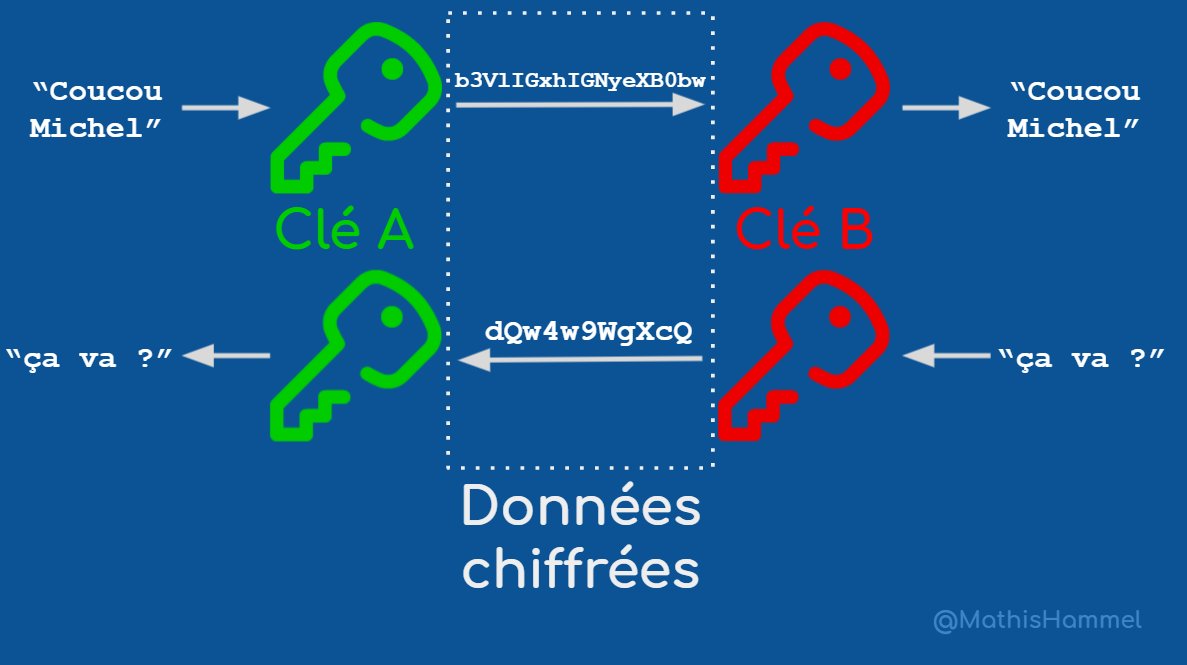 “Coucou
Michel”
b3VlIGxhIGNyeXB0bw
“Coucou
Michel”
Clé A
Clé B
“ça va ?”
dQw4w9WgXcQ
“ça va ?”
Données
chiffrées
@MathisHammel